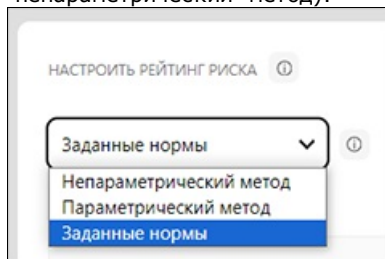 непараметрический метод).
НАСТРОИТЬ РЕЙТИНГ РИСКА
Заданные нормы
Непараметрический метод
Параметрический метод
Заданные нормы